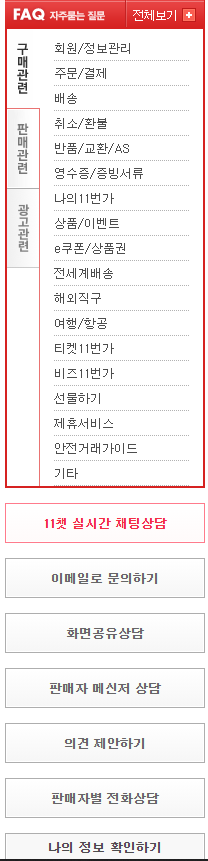 FAQ 자주묻는 질문 전체보기
구매관련
판매관련
광고관련
회원/정보관리
주문/결제
배송
취소/환불
반품/교환/AS
영수증/증빙서류
나의11번가
상품/이벤트
e쿠폰/상품권
전세계배송
해외직구
여행/항공
티켓11번가
비즈11번가
선물하기
제휴서비스
안전거래가이드
기타
11챗 실시간 채팅상담
이메일로 문의하기
화면공유상담
판매자 메신저 상담
의견 제안하기
판매자별 전화상담
나의 정보 확인하기